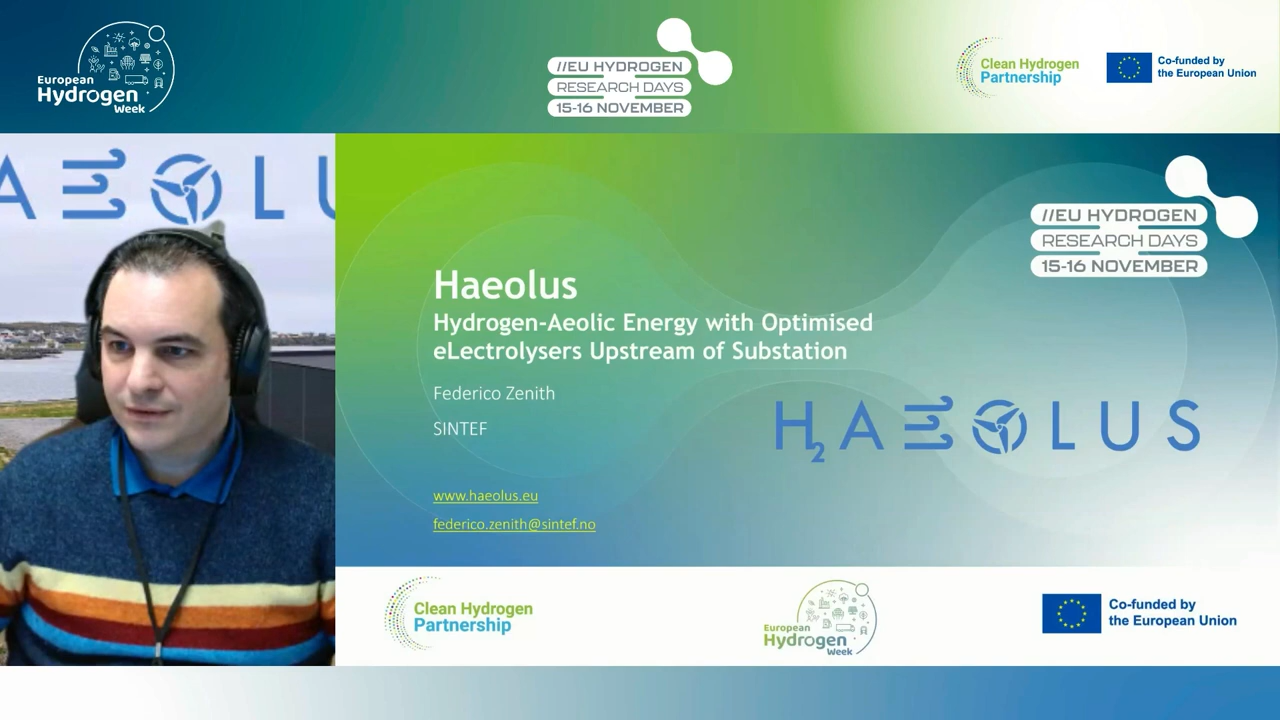 European
Hydrogen
Week
//EU HYDROGEN
RESEARCH DAYS
15-16 NOVEMBER
Clean Hydrogen
Partnership
Co-funded by
the European Union
AEOLU
//EU HYDROGEN
RESEARCH DAYS
15-16 NOVEMBER
Haeolus
Hydrogen-Aeolic Energy with Optimised
eLectrolysers Upstream of Substation
Federico Zenith
SINTEF
H2AEOLUS
www.haeolus.eu
federico.zenith@sintef.no
Clean Hydrogen
Partnership
European
Hydrogen
Week
Co-funded by
the European Union